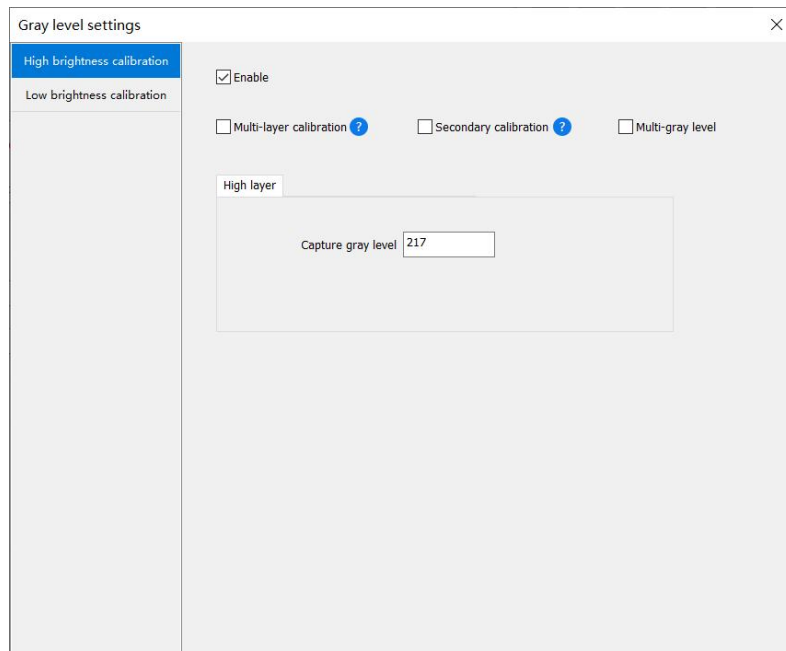 Gray level settings
High brightness calibration
Low brightness calibration
Enable
Multi-layer calibration ? Secondary calibration ? Multi-gray level
High layer
Capture gray level 217